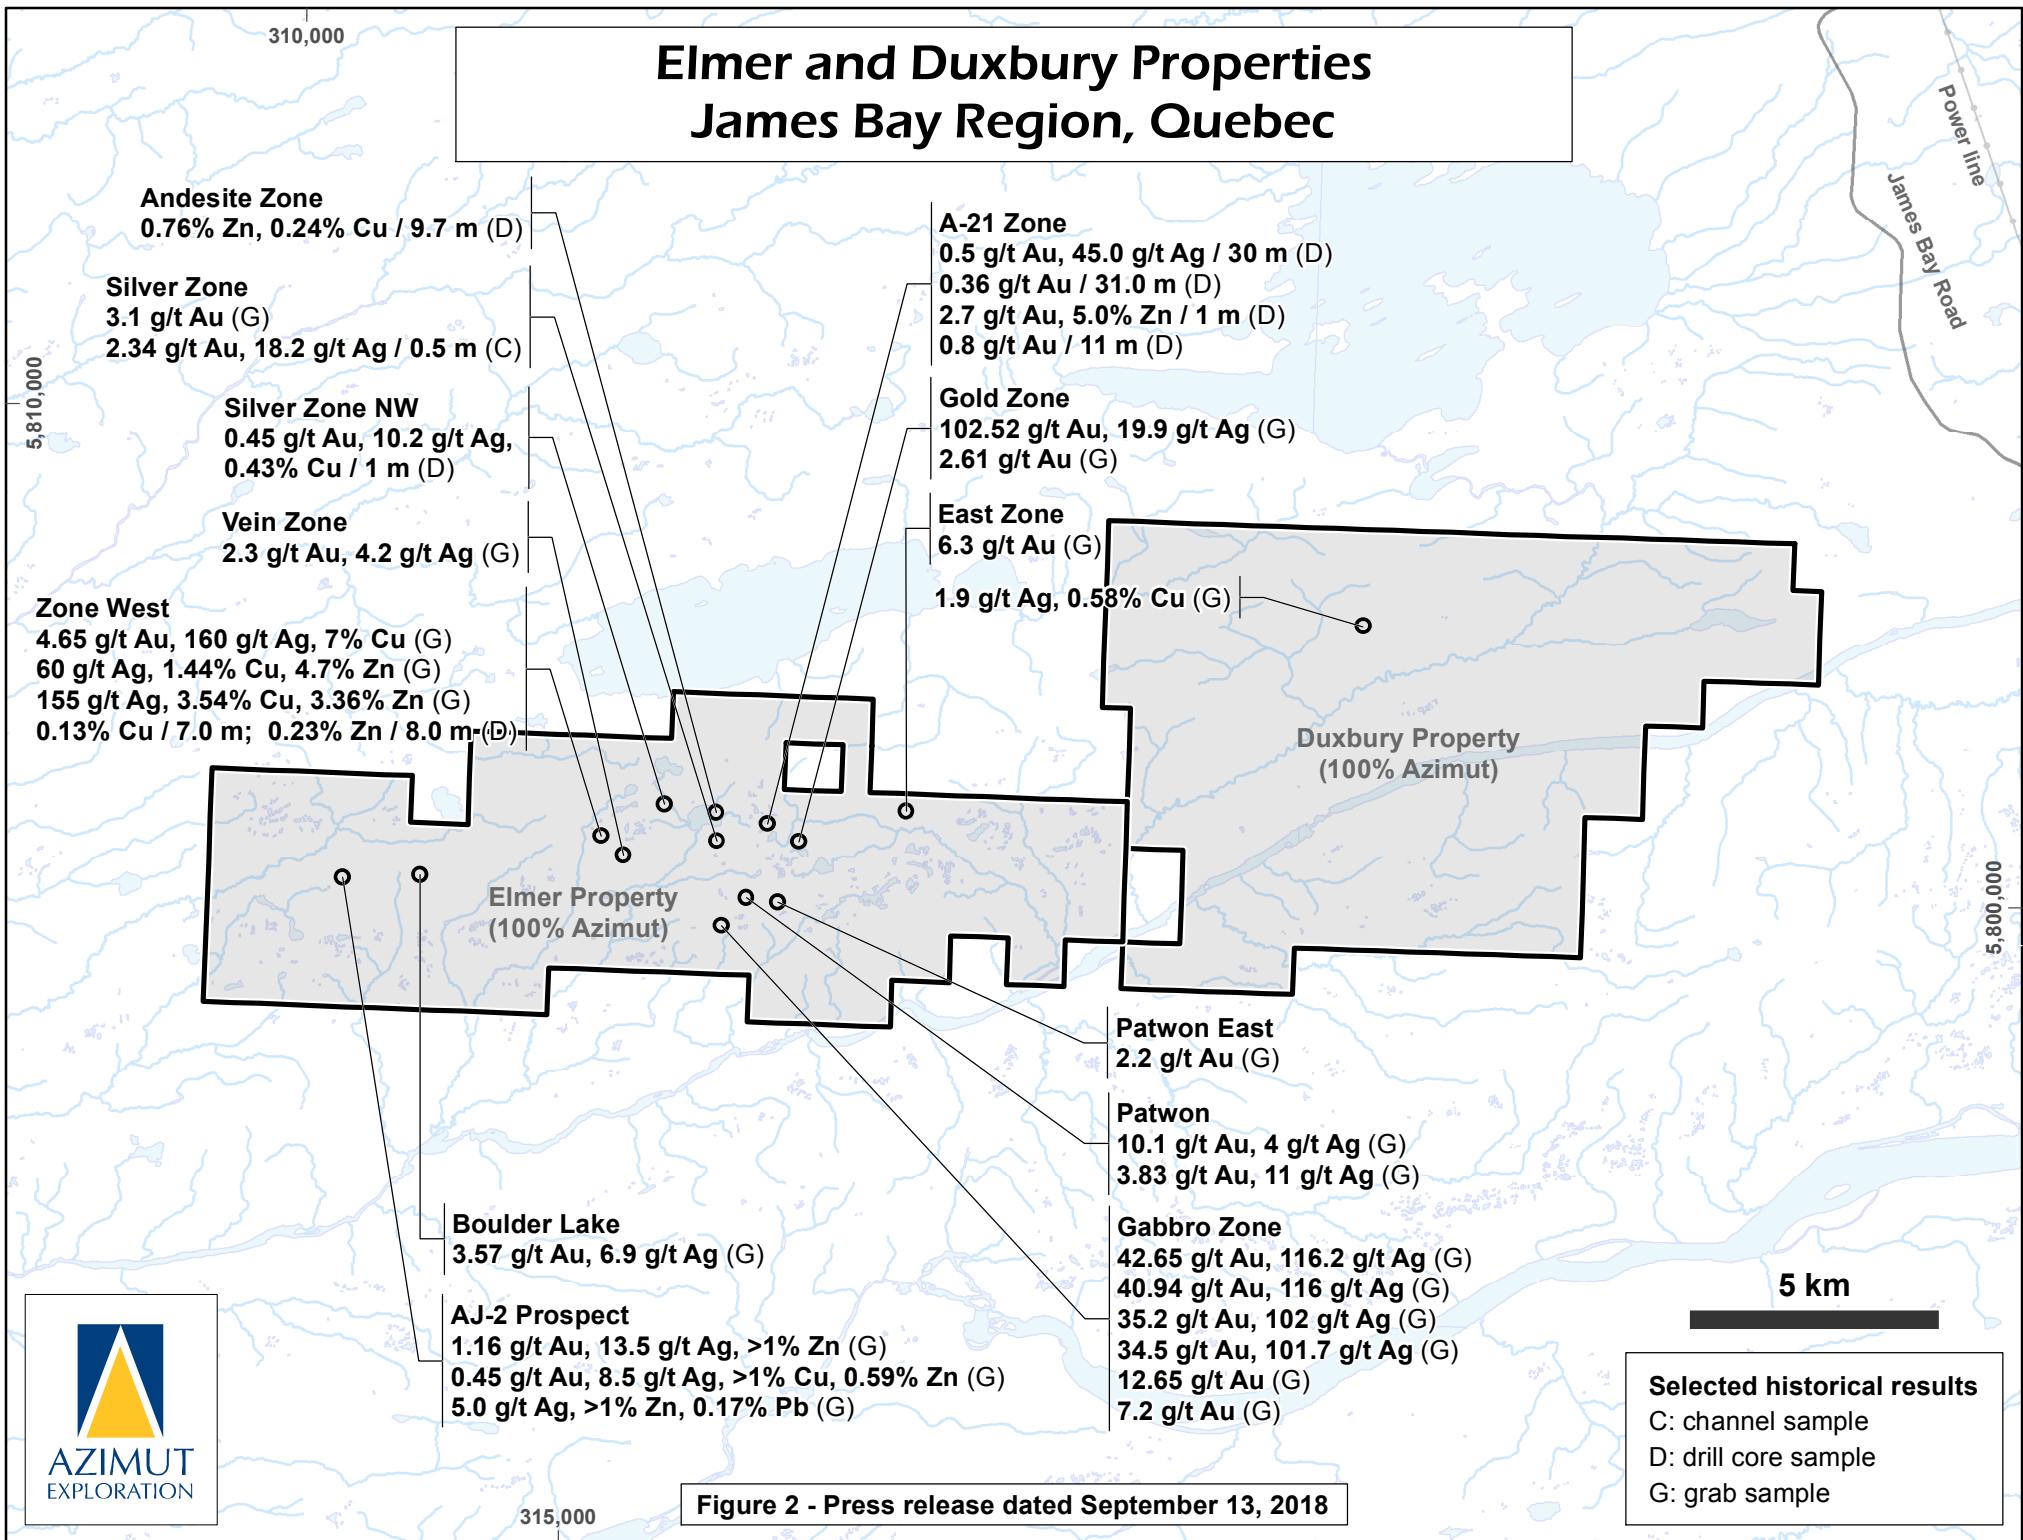 310,000
Elmer and Duxbury Properties
James Bay Region, Quebec
Power line
James Bay Road
Andesite Zone
0.76% Zn, 0.24% Cu / 9.7 m (D)
Silver Zone
3.1 g/t Au (G)
2.34 g/t Au, 18.2 g/t Ag / 0.5 m (C)
5,810,000
Silver Zone NW
0.45 g/t Au, 10.2 g/t Ag,
0.43% Cu / 1 m (D)
Vein Zone
2.3 g/t Au, 4.2 g/t Ag (G)
Zone West
4.65 g/t Au, 160 g/t Ag, 7% Cu (G)
60 g/t Ag, 1.44% Cu, 4.7% Zn (G)
155 g/t Ag, 3.54% Cu, 3.36% Zn (G)
0.13% Cu / 7.0 m; 0.23% Zn / 8.0 m (D)
A-21 Zone
0.5 g/t Au, 45.0 g/t Ag / 30 m (D)
0.36 g/t Au / 31.0 m (D)
2.7 g/t Au, 5.0% Zn / 1 m (D)
0.8 g/t Au / 11 m (D)
Gold Zone
102.52 g/t Au, 19.9 g/t Ag (G)
2.61 g/t Au (G)
East Zone
6.3 g/t Au (G)
1.9 g/t Ag, 0.58% Cu (G)
Duxbury Property
(100% Azimut)
Elmer Property
(100% Azimut)
5,800,000
Patwon East
2.2 g/t Au (G)
Patwon
10.1 g/t Au, 4 g/t Ag (G)
3.83 g/t Au, 11 g/t Ag (G)
Gabbro Zone
42.65 g/t Au, 116.2 g/t Ag (G)
40.94 g/t Au, 116 g/t Ag (G)
35.2 g/t Au, 102 g/t Ag (G)
34.5 g/t Au, 101.7 g/t Ag (G)
12.65 g/t Au (G)
7.2 g/t Au (G)
Boulder Lake
3.57 g/t Au, 6.9 g/t Ag (G)
AJ-2 Prospect
1.16 g/t Au, 13.5 g/t Ag, >1% Zn (G)
0.45 g/t Au, 8.5 g/t Ag, >1% Cu, 0.59% Zn (G)
5.0 g/t Ag, >1% Zn, 0.17% Pb (G)
5 km
Selected historical results
C: channel sample
D: drill core sample
G: grab sample
AZIMUT
EXPLORATION
315,000
Figure 2 - Press release dated September 13, 2018